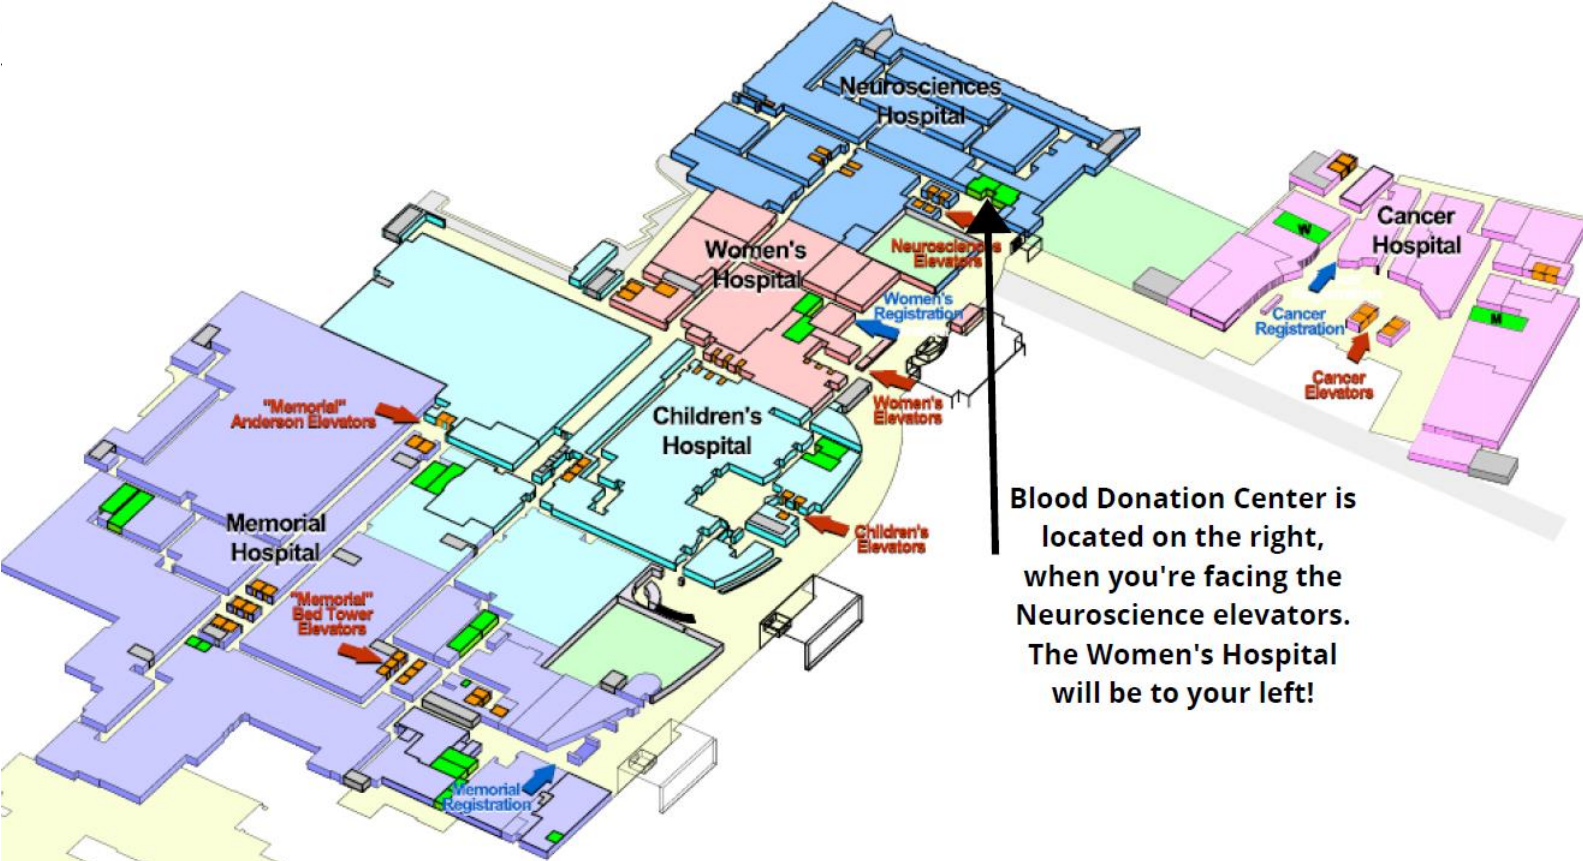 Neurosciences
Hospital
Women's
Hospital
Neurosciences
Elevators
Women's
Registration
Women's
Elevators
Cancer
Hospital
W
M
Cancer
Registration
Cancer
Elevators
"Memorial"
Anderson Elevators
Children's
Hospital
Children's
Elevators
Memorial
Hospital
"Memorial"
Bed Tower
Elevators
Memorial
Registration
Blood Donation Center is
located on the right,
when you're facing the
Neuroscience elevators.
The Women's Hospital
will be to your left!